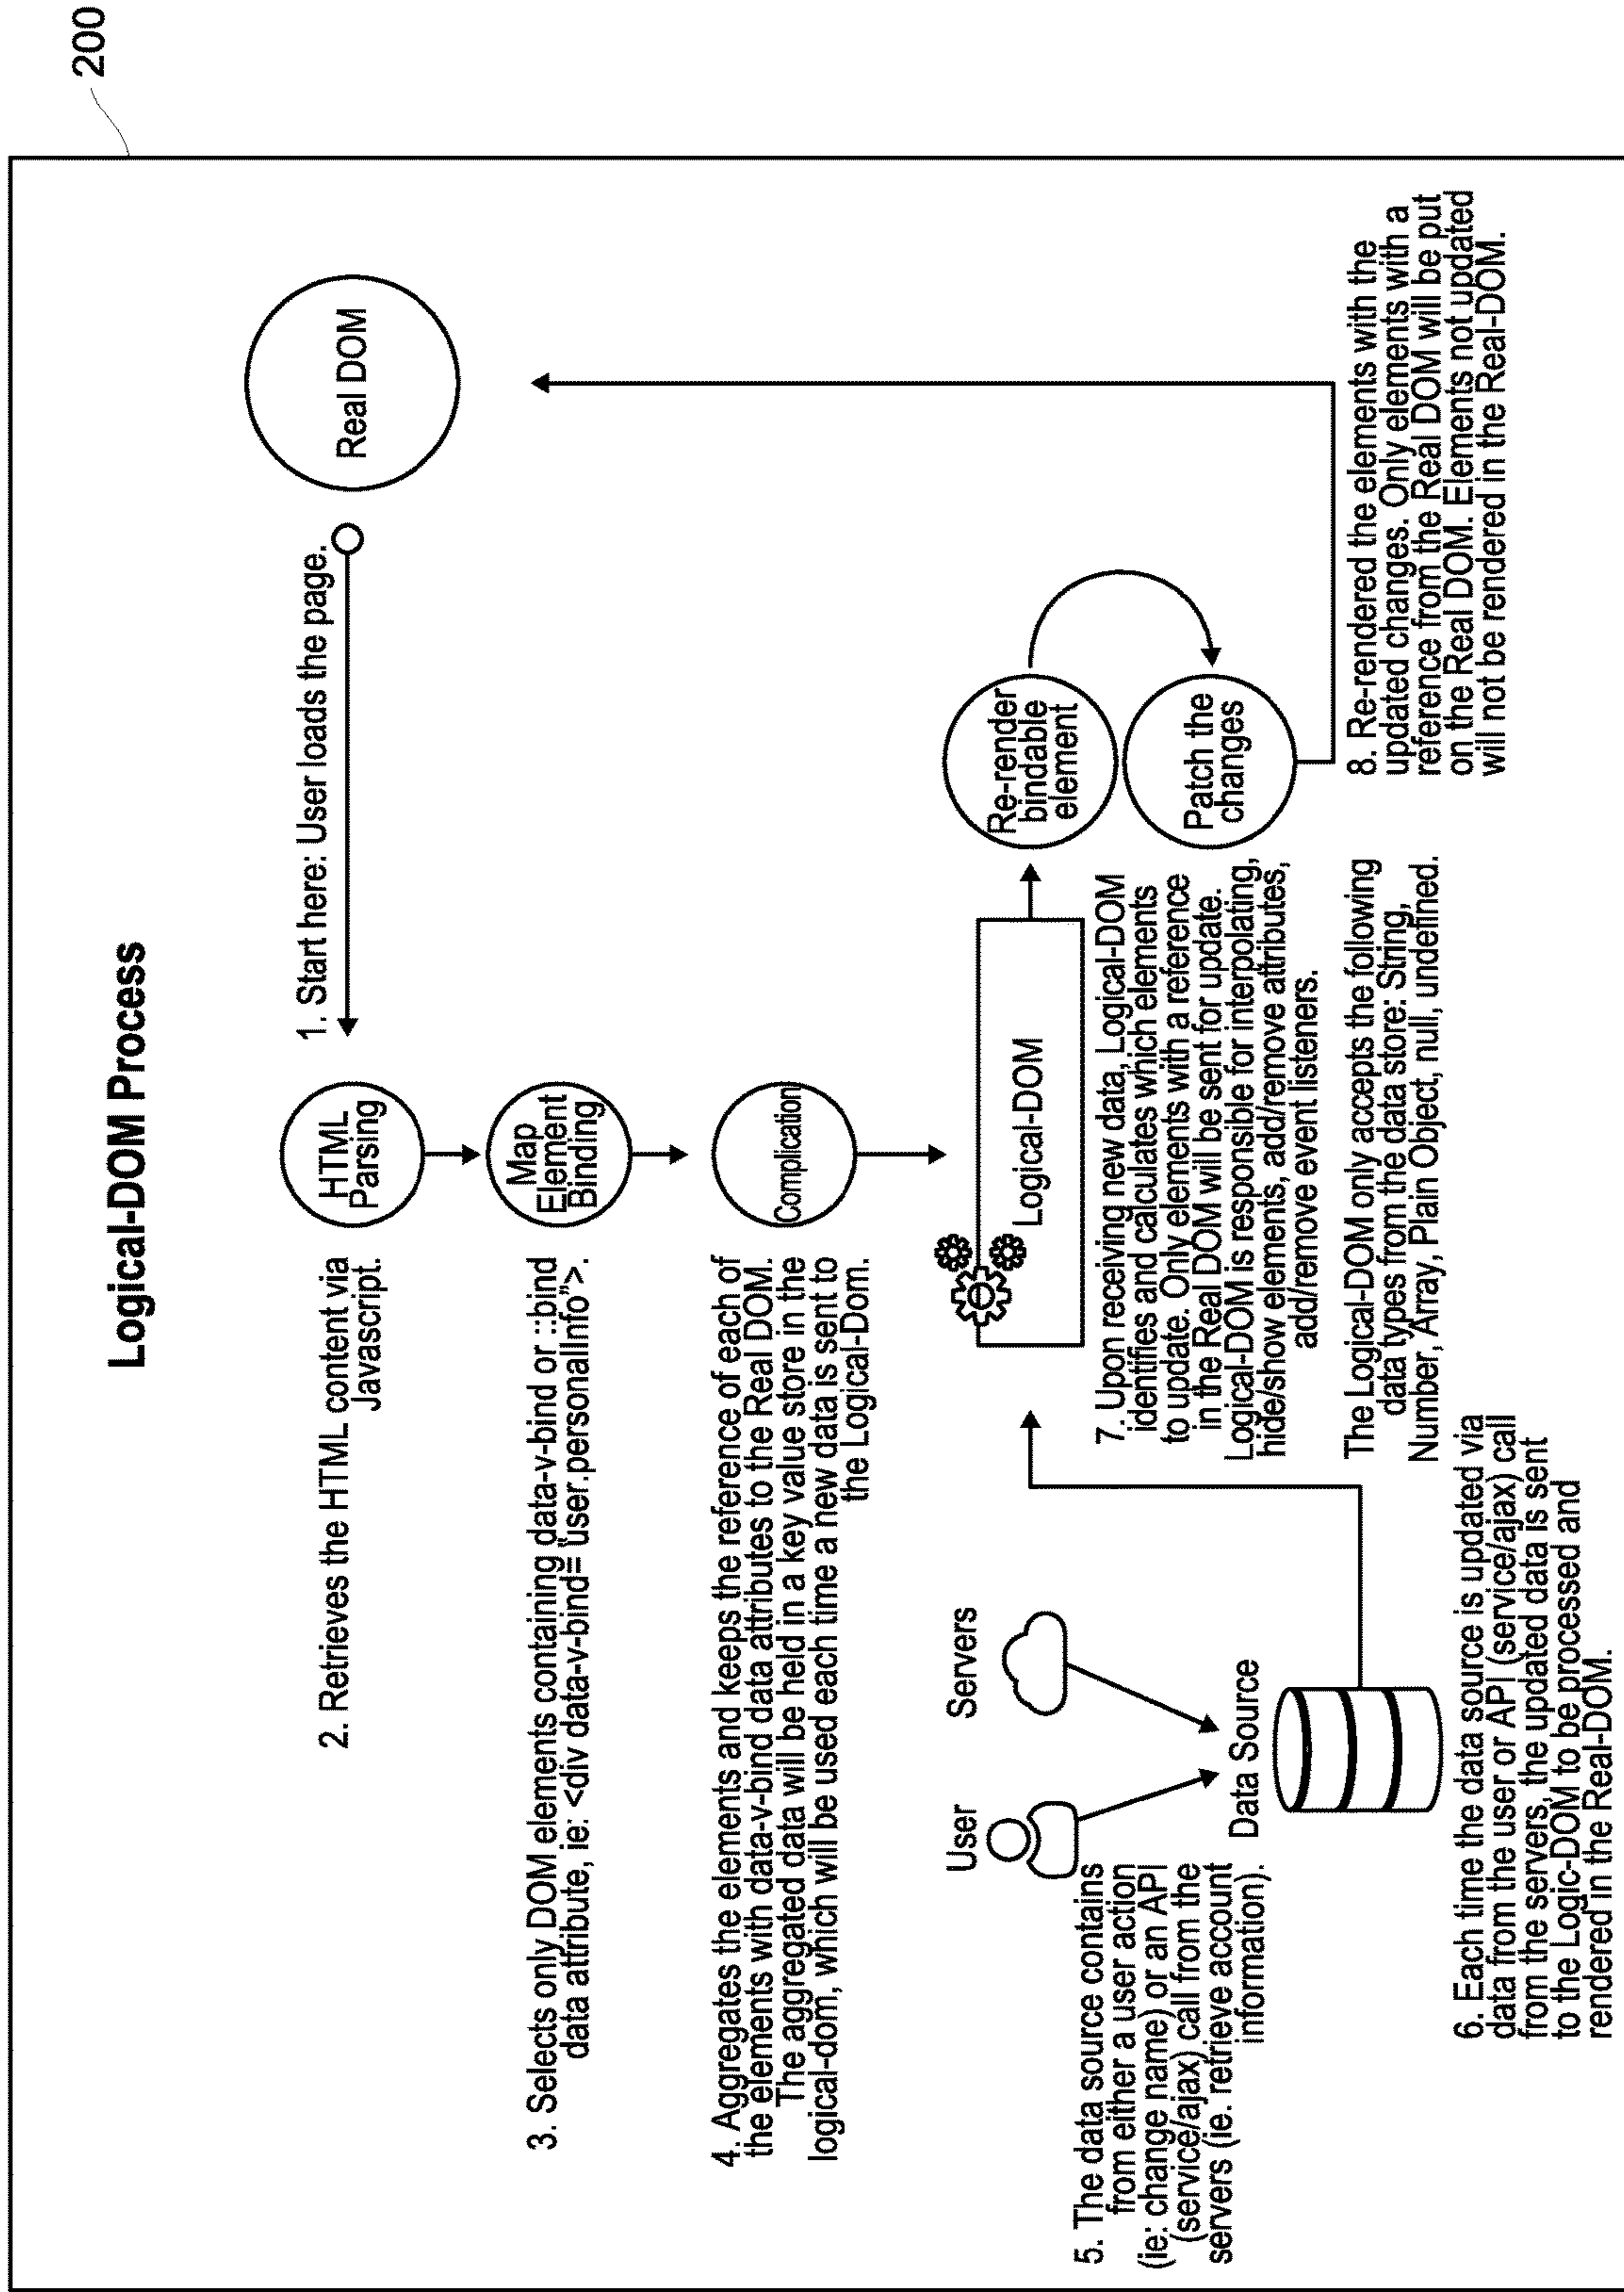 200
Logical-DOM Process
1. Start here: User loads the page.
Real DOM
2. Retrieves the HTML content via
Javascript.
HTML
Parsing
3. Selects only DOM elements containing data-v-bind or ::bind
data attribute, ie: <div data-v-bind="user.personalInfo">.
Map
Element
Binding
4. Aggregates the elements and keeps the reference of each of
the elements with data-v-bind data attributes to the Real DOM.
The aggregated data will be held in a key value store in the
logical-dom, which will be used each time a new data is sent to
the Logical-Dom.
Complication
User
Servers
5. The data source contains
from either a user action
(ie: change name) or an API
(service/ajax) call from the
servers (ie. retrieve account
information).
Data Source
Logical-DOM
Re-render
bindable
element
Patch the
changes
7. Upon receiving new data, Logical-DOM
identifies and calculates which elements
to update. Only elements with a reference
in the Real DOM will be sent for update.
Logical-DOM is responsible for interpolating,
hide/show elements, add/remove attributes,
add/remove event listeners.
The Logical-DOM only accepts the following
data types from the data store: String,
Number, Array, Plain Object, null, undefined.
6. Each time the data source is updated via
data from the user or API (service/ajax) call
from the servers, the updated data is sent
to the Logic-DOM to be processed and
rendered in the Real-DOM.
8. Re-rendered the elements with the
updated changes. Only elements with a
reference from the Real DOM will be put
on the Real DOM. Elements not updated
will not be rendered in the Real-DOM.